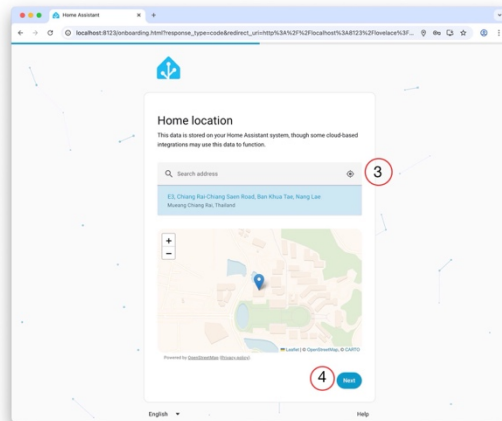 Home Assistant
localhost:8123/onboarding.html?response_type=code&redirect_uri=http%3A%2F%2Flocalhost%3A8123%2Flovelace%3F...
Home location
This data is stored on your Home Assistant system, though some cloud-based
integrations may use this data to function.
Search address
3
E3, Chiang Rai-Chiang Saen Road, Ban Khua Tae, Nang Lae
Mueang Chiang Rai, Thailand
+
−
Leaflet | © OpenStreetMap, © CARTO
Powered by OpenStreetMap (Privacy policy)
4
Next
English
Help